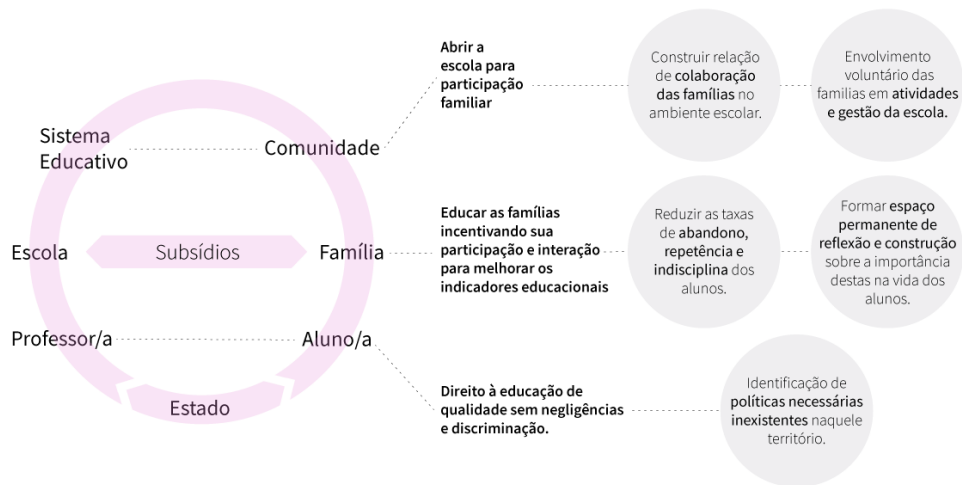 Sistema
Educativo
Comunidade
Escola
Subsídios
Família
Professor/a
Aluno/a
Estado
Abrir a
escola para
participação
familiar
Construir relação
de colaboração
das famílias no
ambiente escolar.
Envolvimento
voluntário das
familias em atividades
e gestão da escola.
Educar as famílias
incentivando sua
participação e interação
para melhorar os
indicadores educacionais
Reduzir as taxas
de abandono,
repetência e
indisciplina dos
alunos.
Formar espaço
permanente de
reflexão e construção
sobre a importância
destas na vida dos
alunos.
Direito à educação de
qualidade sem negligências
e discriminação.
Identificação de
políticas necessárias
inexistentes naquele
território.